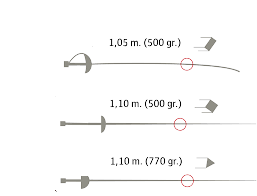 1,05 m. (500 gr.)
1,10 m. (500 gr.)
1,10 m. (770 gr.)